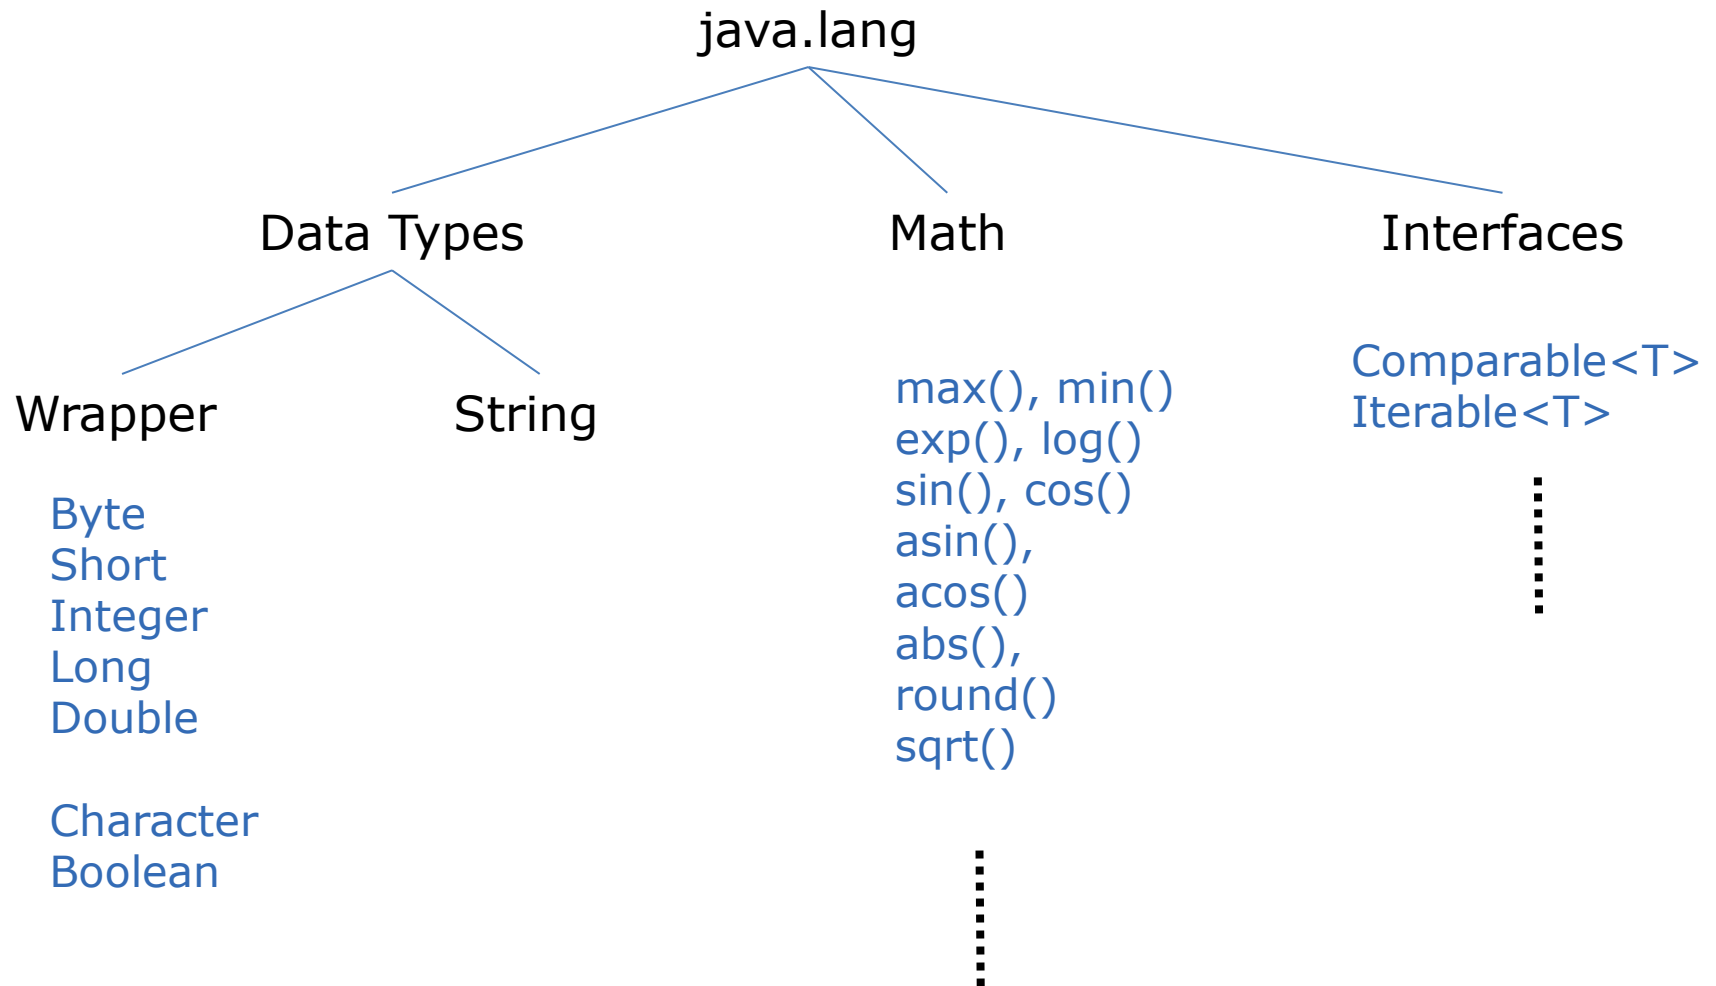 java.lang
Data Types
Math
Interfaces
Wrapper
String
Byte
Short
Integer
Long
Double
Character
Boolean
max(), min()
exp(), log()
sin(), cos()
asin(),
acos()
abs(),
round()
sqrt()
Comparable<T>
Iterable<T>